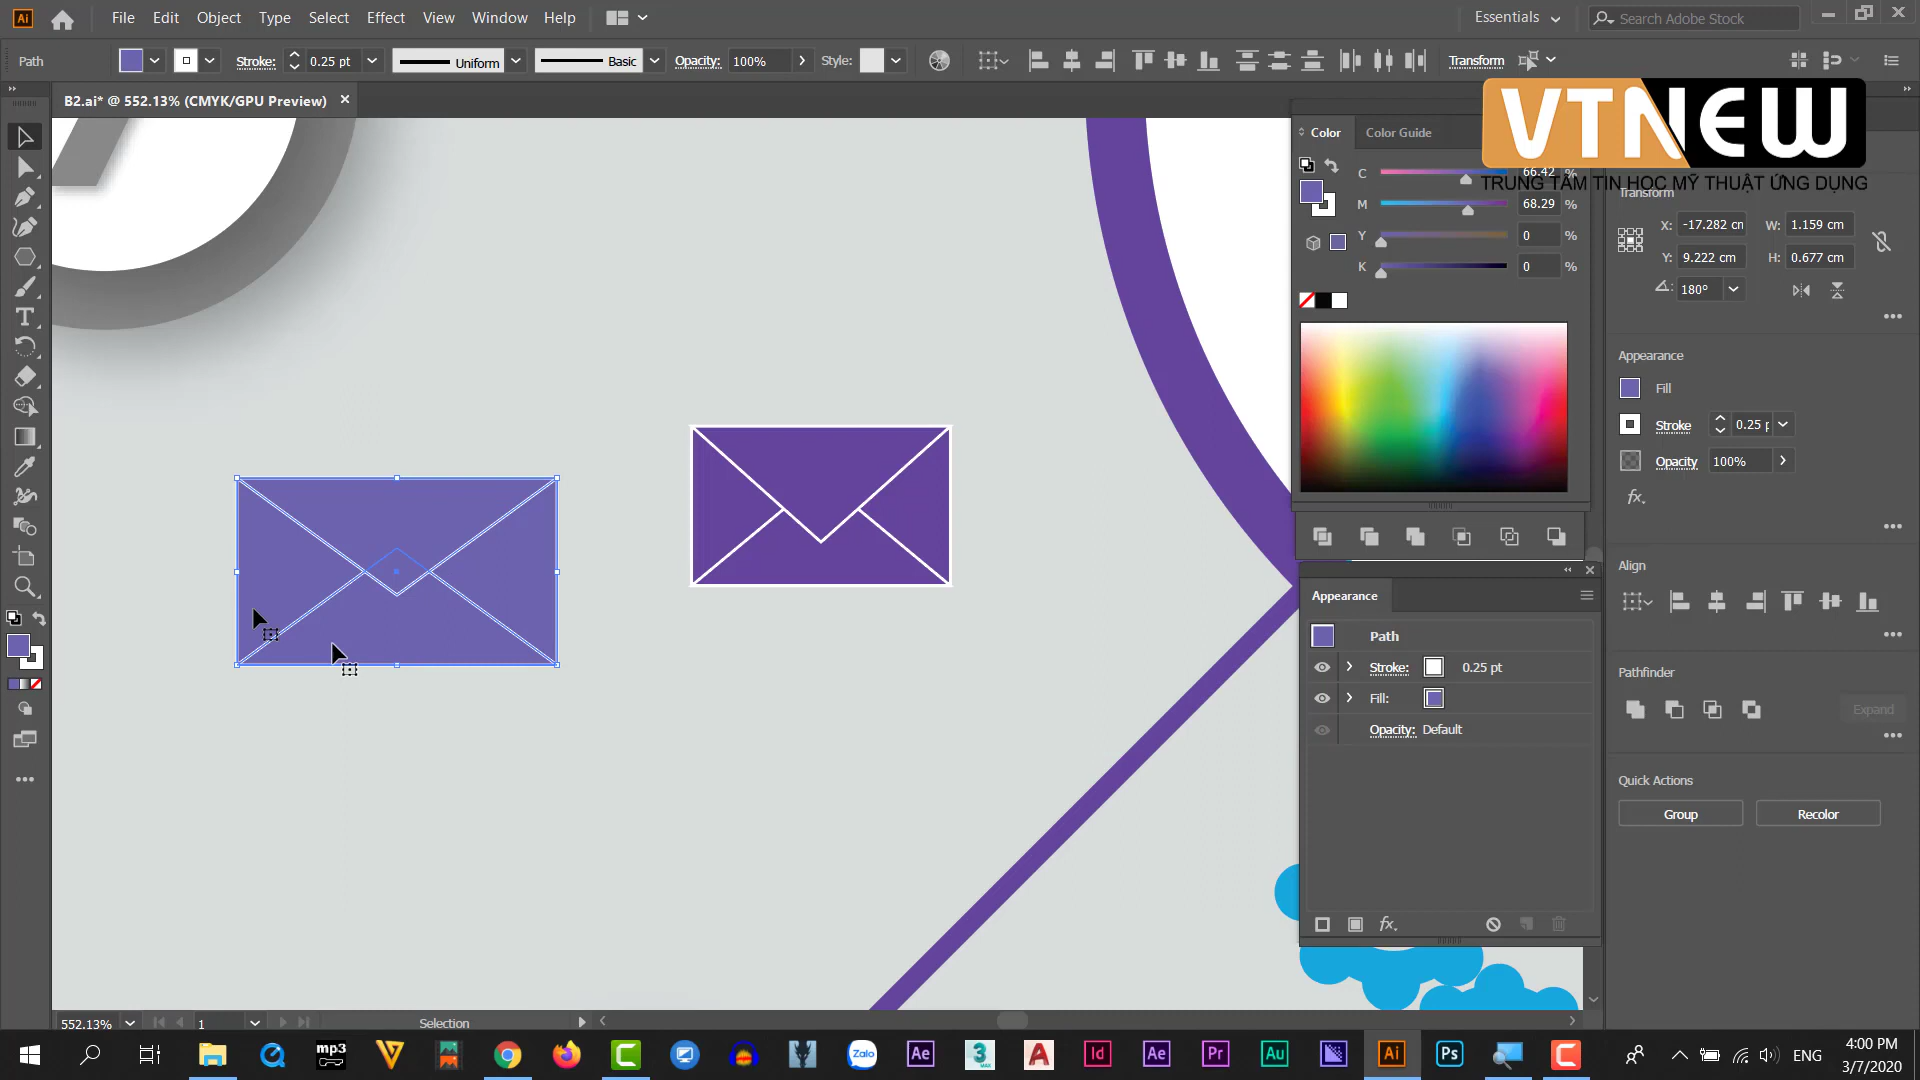 Ai File Edit Object Type Select Effect View Window Help Essentials Search Adobe Stock
Path Stroke: 0.25 pt Uniform Basic Opacity: 100% Style: Transform
B2.ai* @ 552.13% (CMYK/GPU Preview)
VTNEW
TRUNG TÂM TIN HỌC MỸ THUẬT ỨNG DỤNG
Color Color Guide
C 66.42 %
M 68.29 %
Y 0 %
K 0 %
Transform
X: -17.282 cm W: 1.159 cm
Y: 9.222 cm H: 0.677 cm
180°
Appearance
Fill
Stroke 0.25 p
Opacity 100%
fx.
Align
Appearance
Path
Stroke: 0.25 pt
Fill:
Opacity: Default
fx.
Pathfinder
Expand
Quick Actions
Group Recolor
552.13% 1 Selection
mp3 Zalo Ae 3 MAX A Id Ae Pr Au Ai Ps ENG
4:00 PM
3/7/2020